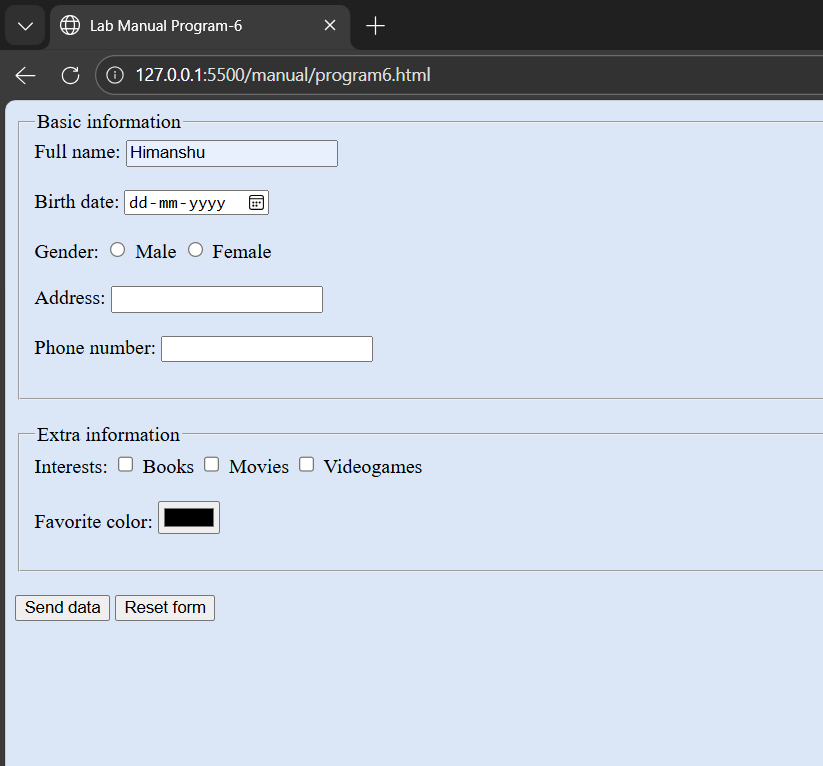 Lab Manual Program-6
127.0.0.1:5500/manual/program6.html
Basic information
Full name: Himanshu
Birth date: dd-mm-yyyy
Gender: Male Female
Address:
Phone number:
Extra information
Interests: Books Movies Videogames
Favorite color:
Send data Reset form